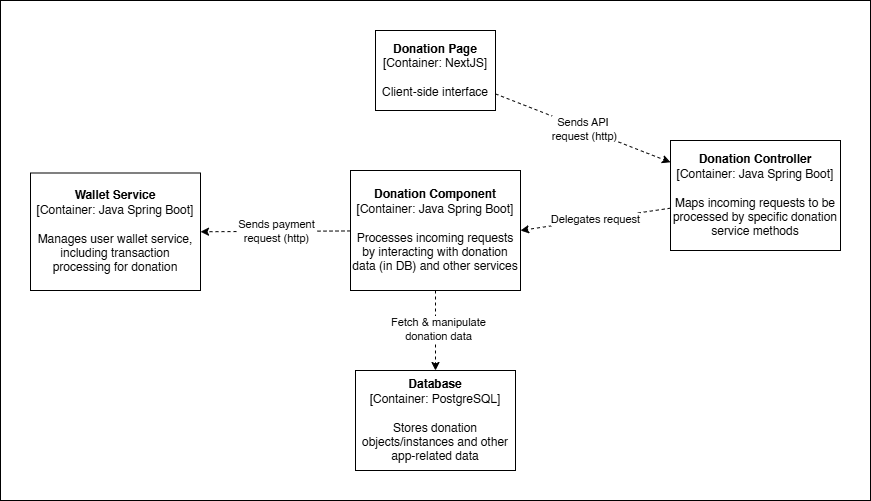 Donation Page
[Container: NextJS]
Client-side interface
Sends API
request (http)
Donation Controller
[Container: Java Spring Boot]
Maps incoming requests to be
processed by specific donation
service methods
Delegates request
Donation Component
[Container: Java Spring Boot]
Processes incoming requests
by interacting with donation
data (in DB) and other services
Sends payment
request (http)
Wallet Service
[Container: Java Spring Boot]
Manages user wallet service,
including transaction
processing for donation
Fetch & manipulate
donation data
Database
[Container: PostgreSQL]
Stores donation
objects/instances and other
app-related data